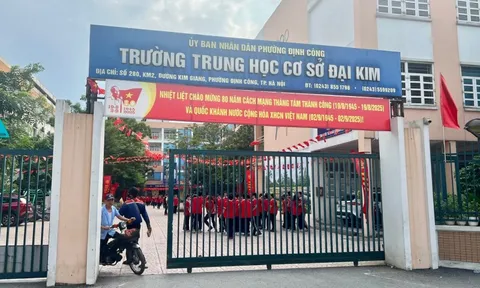 ỦY BAN NHÂN DÂN PHƯỜNG ĐỊNH CÔNG
TRƯỜNG TRUNG HỌC CƠ SỞ ĐẠI KIM
ĐỊA CHỈ: SỐ 290, KM2, ĐƯỜNG KIM GIANG, PHƯỜNG ĐỊNH CÔNG, TP. HÀ NỘI
NHIỆT LIỆT CHÀO MỪNG 80 NĂM CÁCH MẠNG THÁNG TÁM THÀNH CÔNG (19/8/1945 - 19/8/2025)
VÀ QUỐC KHÁNH NƯỚC CỘNG HÒA XHCN VIỆT NAM (02/9/1945 - 02/9/2025)!